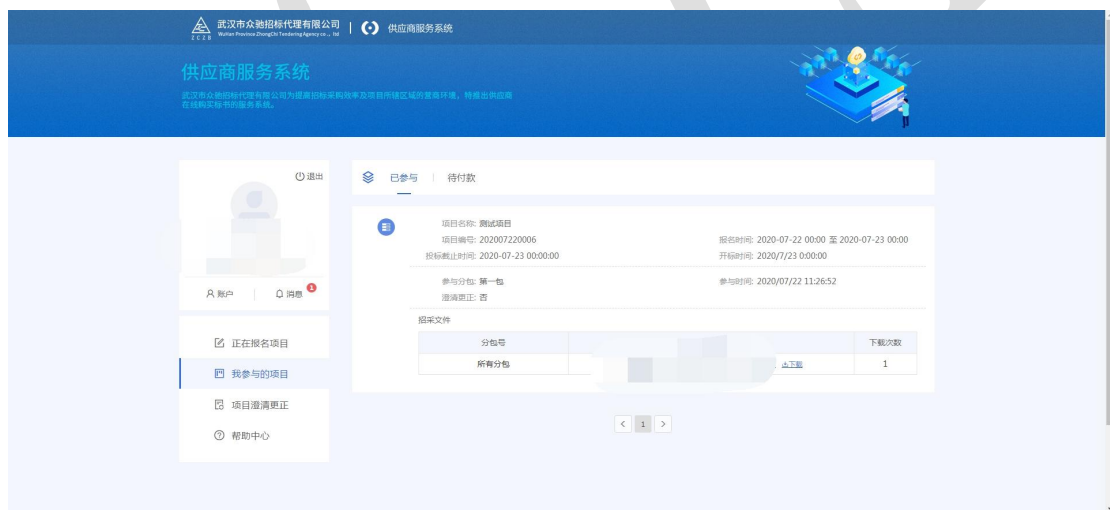 武汉市众驰招标代理有限公司
供应商服务系统
ZCZB
供应商服务系统
武汉市众驰招标代理有限公司为提高招标采购效率及项目所辖区域的营商环境，特推出供应商
在线购买标书的服务系统。
退出
账户
消息
1
正在报名项目
我参与的项目
项目澄清更正
帮助中心
已参与
待付款
项目名称: 测试项目
项目编号: 202007220006
报名时间: 2020-07-22 00:00 至 2020-07-23 00:00
投标截止时间: 2020-07-23 00:00:00
开标时间: 2020/7/23 0:00:00
参与分包: 第一包
参与时间: 2020/07/22 11:26:52
澄清更正: 否
招采文件
分包号 下载次数
所有分包 下载 1
< 1 >